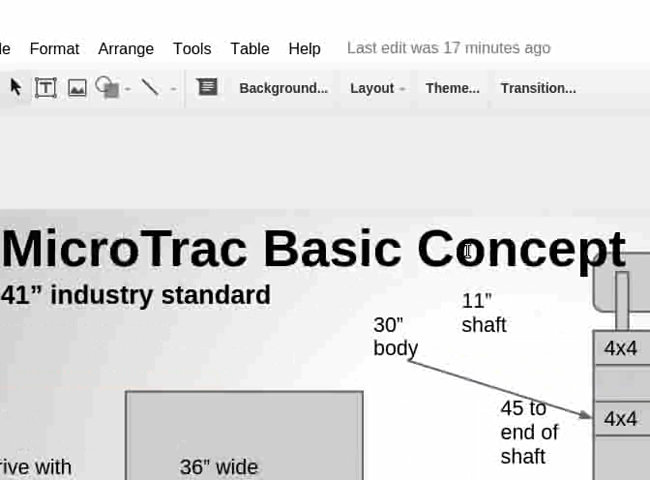 le Format Arrange Tools Table Help Last edit was 17 minutes ago
T Background... Layout Theme... Transition...
MicroTrac Basic Concept
41” industry standard
11”
shaft
30”
body
4x4
45 to
end of
shaft
4x4
rive with
36” wide